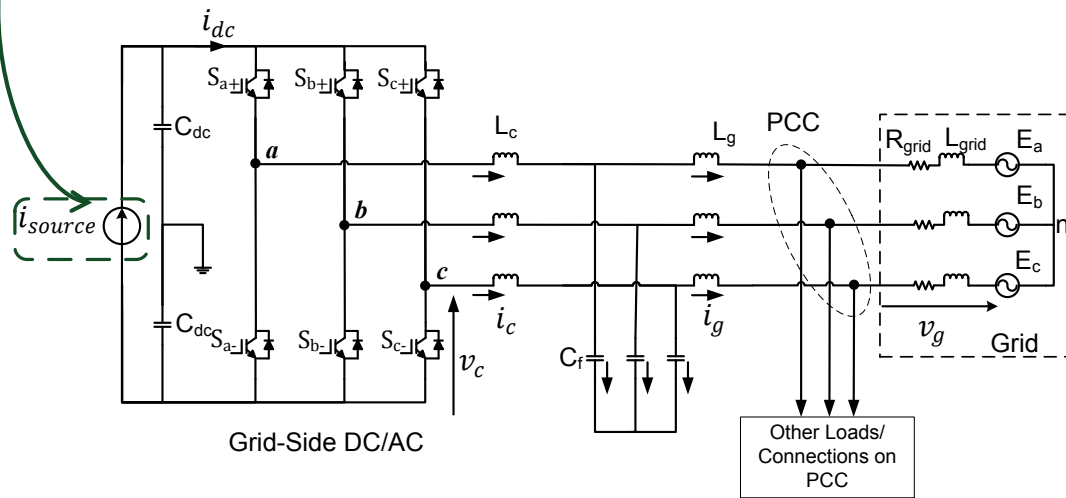 i_dc
S_a+
S_b+
S_c+
C_dc
a
L_c
L_g
PCC
R_grid
L_grid
E_a
b
E_b
i_source
n
c
E_c
C_dc
S_a-
S_b-
S_c-
v_c
i_c
i_g
v_g
C_f
Grid
Grid-Side DC/AC
Other Loads/
Connections on
PCC